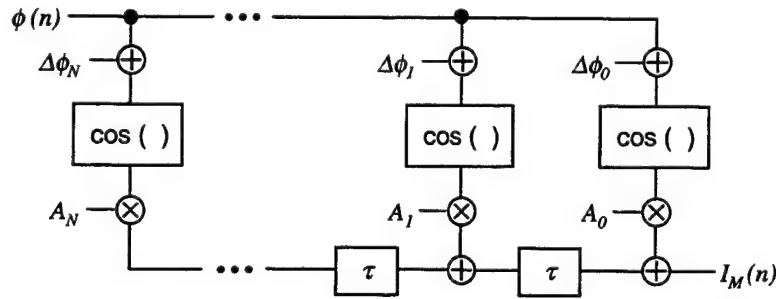 ϕ(n)
Δϕ_N Δϕ_1 Δϕ_0
cos ( ) cos ( ) cos ( )
A_N A_1 A_0
τ τ I_M(n)